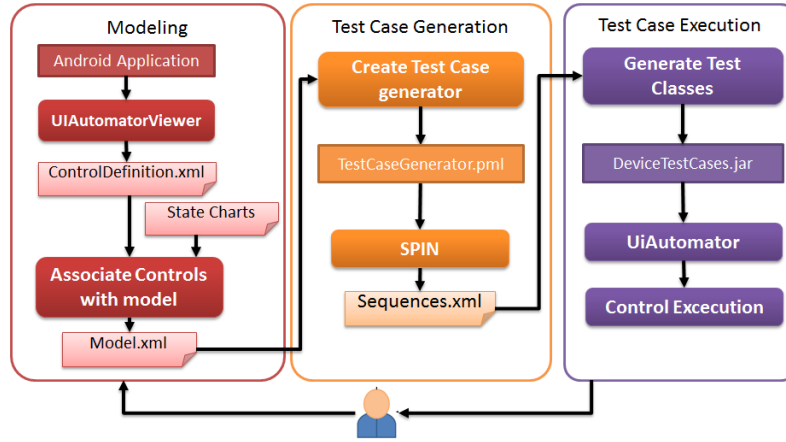 Modeling
Android Application
UIAutomatorViewer
ControlDefinition.xml
State Charts
Associate Controls
with model
Model.xml
Test Case Generation
Create Test Case
generator
TestCaseGenerator.pml
SPIN
Sequences.xml
Test Case Execution
Generate Test
Classes
DeviceTestCases.jar
UiAutomator
Control Excecution